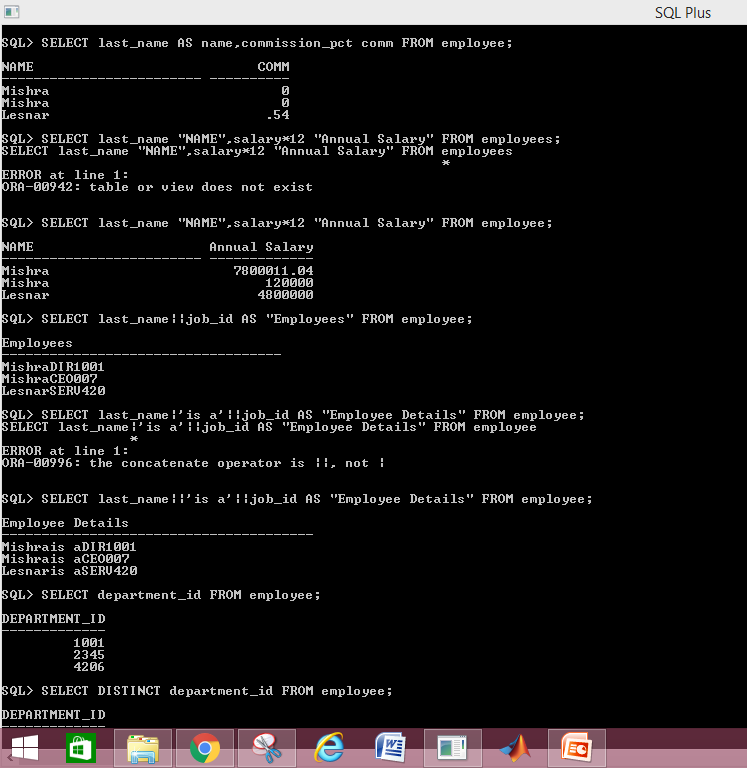 SQL Plus
SQL> SELECT last_name AS name,commission_pct comm FROM employee;
NAME COMM
------------------------- ----------
Mishra 0
Mishra 0
Lesnar .54
SQL> SELECT last_name "NAME",salary*12 "Annual Salary" FROM employees;
SELECT last_name "NAME",salary*12 "Annual Salary" FROM employees
*
ERROR at line 1:
ORA-00942: table or view does not exist
SQL> SELECT last_name "NAME",salary*12 "Annual Salary" FROM employee;
NAME Annual Salary
------------------------- -------------
Mishra 7800011.04
Mishra 120000
Lesnar 4800000
SQL> SELECT last_name||job_id AS "Employees" FROM employee;
Employees
-----------------------------------
MishraDIR1001
MishraCEO007
LesnarSERV420
SQL> SELECT last_name|'is a'||job_id AS "Employee Details" FROM employee;
SELECT last_name|'is a'||job_id AS "Employee Details" FROM employee
*
ERROR at line 1:
ORA-00996: the concatenate operator is ||, not |
SQL> SELECT last_name||'is a'||job_id AS "Employee Details" FROM employee;
Employee Details
---------------------------------------
Mishrais aDIR1001
Mishrais aCEO007
Lesnaris aSERV420
SQL> SELECT department_id FROM employee;
DEPARTMENT_ID
-------------
1001
2345
4206
SQL> SELECT DISTINCT department_id FROM employee;
DEPARTMENT_ID
-------------